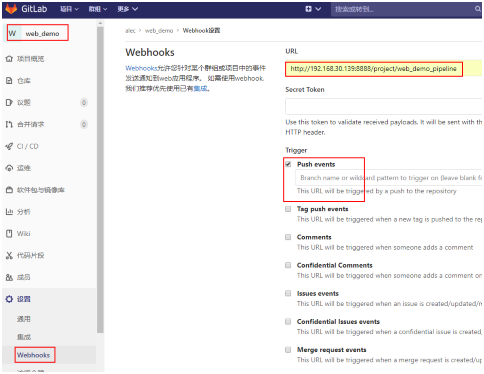 GitLab 项目 群组 更多 搜索或转到...
W web_demo
项目概览
仓库
议题 0
合并请求 0
CI / CD
运维
软件包与镜像库
分析
Wiki
代码片段
成员
设置
通用
集成
Webhooks
alec › web_demo › Webhook设置
Webhooks
Webhooks允许您针对某个群组或项目中的事件
发送通知到web应用程序。 如需使用webhook,
我们推荐优先使用已有集成。
URL
http://192.168.30.139:8888/project/web_demo_pipeline
Secret Token
Use this token to validate received payloads. It will be sent with the
HTTP header.
Trigger
Push events
Branch name or wildcard pattern to trigger on (leave blank f
This URL will be triggered by a push to the repository
Tag push events
This URL will be triggered when a new tag is pushed to the rep
Comments
This URL will be triggered when someone adds a comment
Confidential Comments
This URL will be triggered when someone adds a comment on
Issues events
This URL will be triggered when an issue is created/updated/m
Confidential Issues events
This URL will be triggered when a confidential issue is created
Merge request events
This URL will be triggered when a merge request is created/up